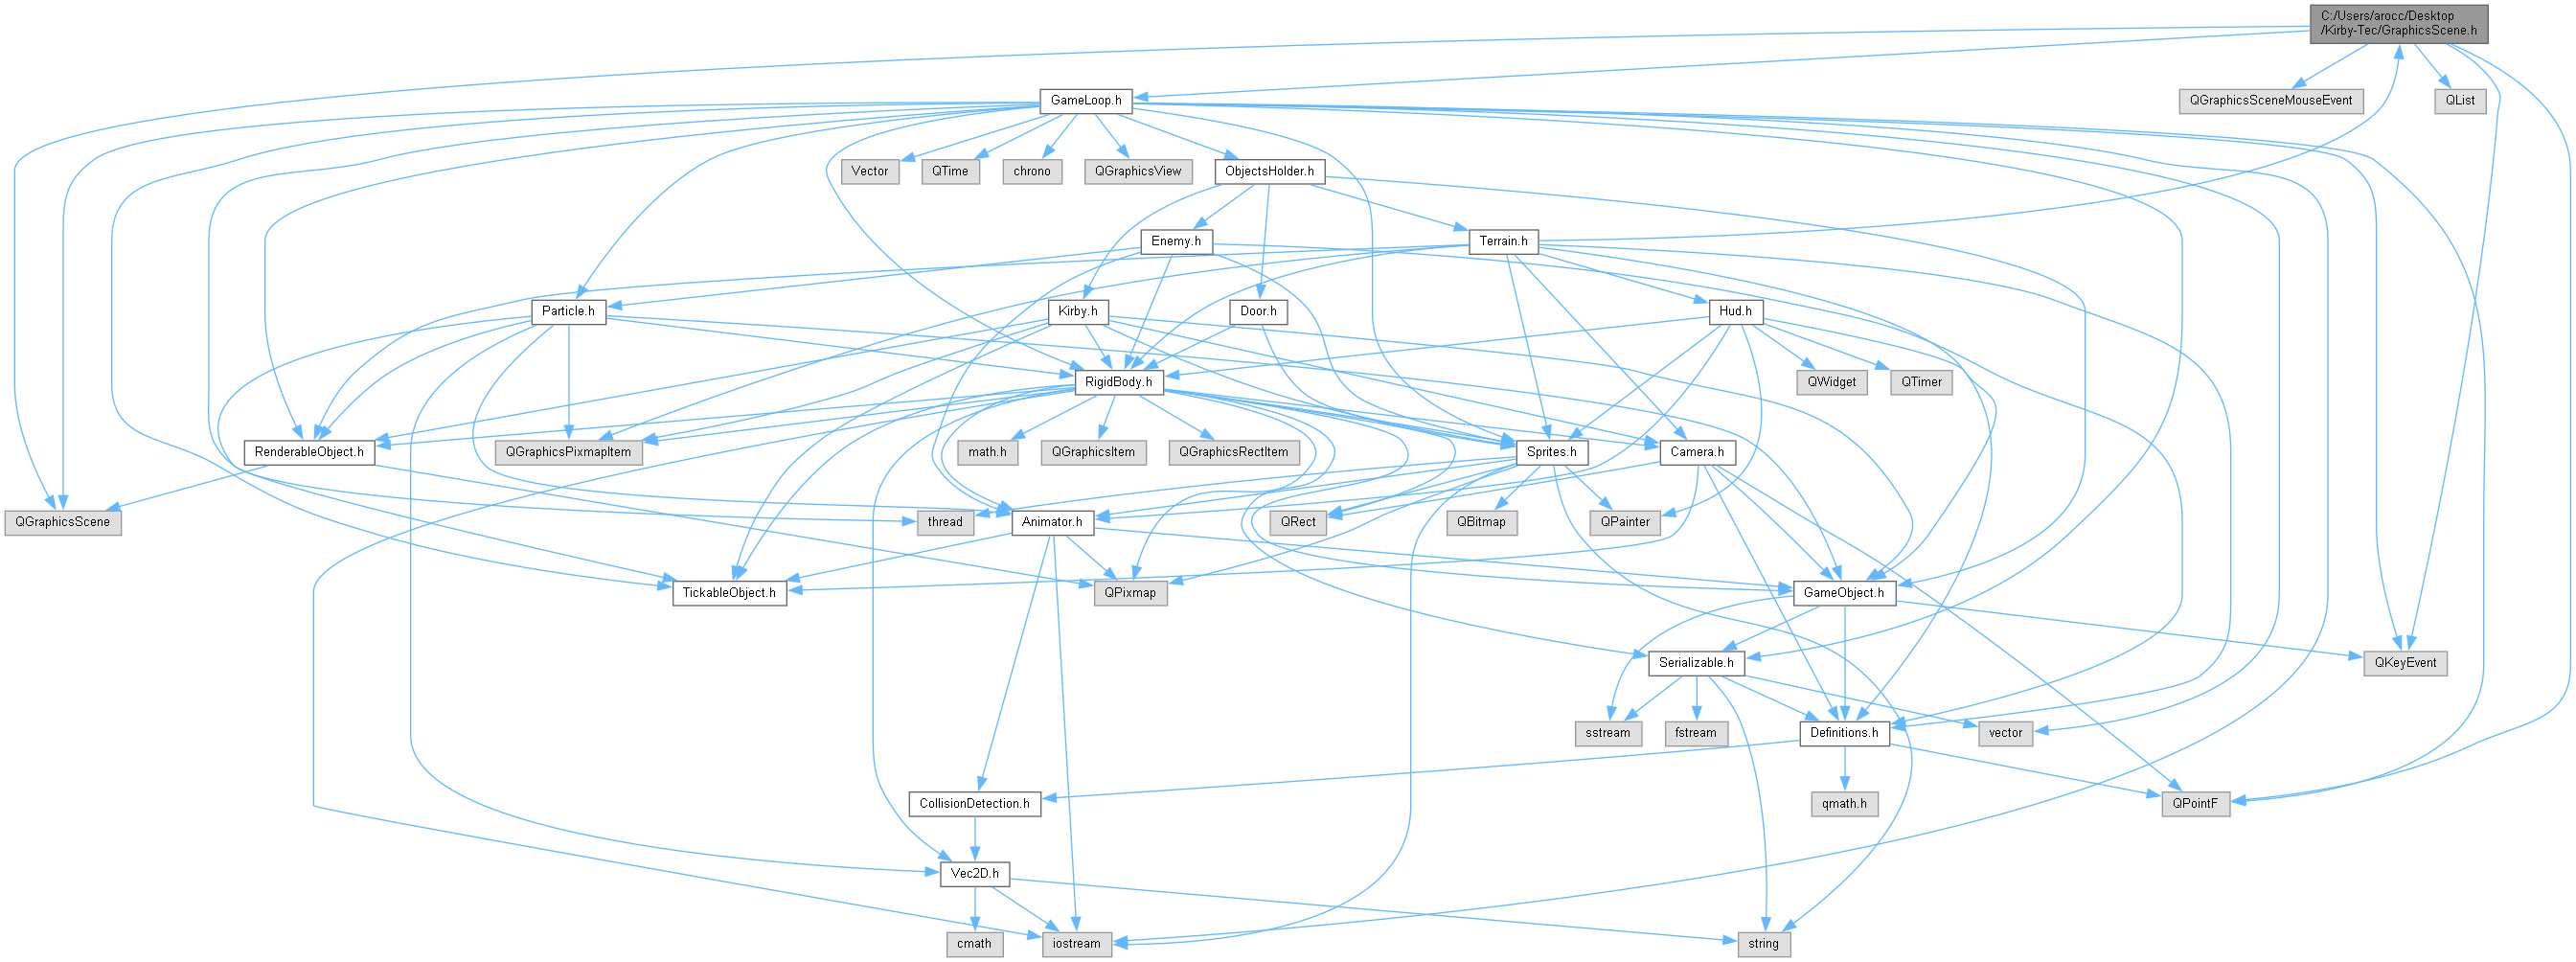 C:/Users/arocc/Desktop
/Kirby-Tec/GraphicsScene.h
GameLoop.h
QGraphicsSceneMouseEvent
QList
Vector
QTime
chrono
QGraphicsView
ObjectsHolder.h
Enemy.h
Terrain.h
Particle.h
Kirby.h
Door.h
Hud.h
RigidBody.h
QWidget
QTimer
RenderableObject.h
QGraphicsPixmapItem
math.h
QGraphicsItem
QGraphicsRectItem
Sprites.h
Camera.h
QGraphicsScene
thread
Animator.h
QRect
QBitmap
QPainter
TickableObject.h
QPixmap
GameObject.h
Serializable.h
QKeyEvent
sstream
fstream
Definitions.h
vector
CollisionDetection.h
qmath.h
QPointF
Vec2D.h
cmath
iostream
string